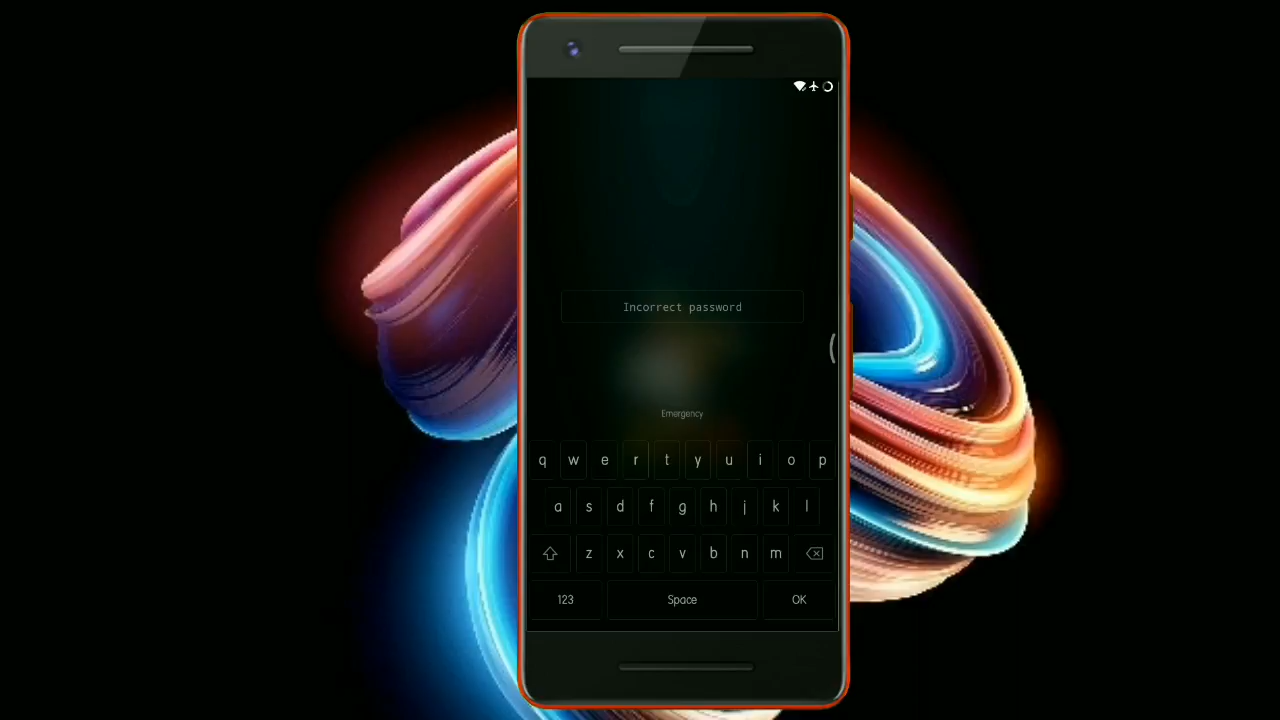 Incorrect password
Emergency
q w e r t y u i o p
a s d f g h j k l
z x c v b n m
123 Space OK